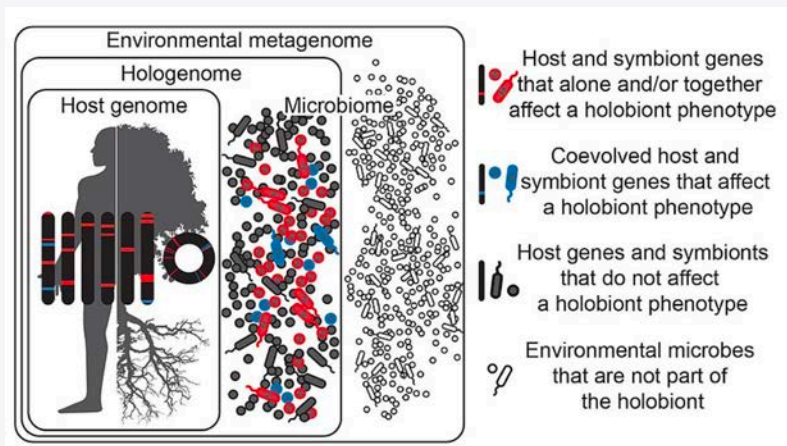 Environmental metagenome
Hologenome
Host genome
Microbiome
Host and symbiont genes
that alone and/or together
affect a holobiont phenotype
Coevolved host and
symbiont genes that affect
a holobiont phenotype
Host genes and symbionts
that do not affect
a holobiont phenotype
Environmental microbes
that are not part of
the holobiont